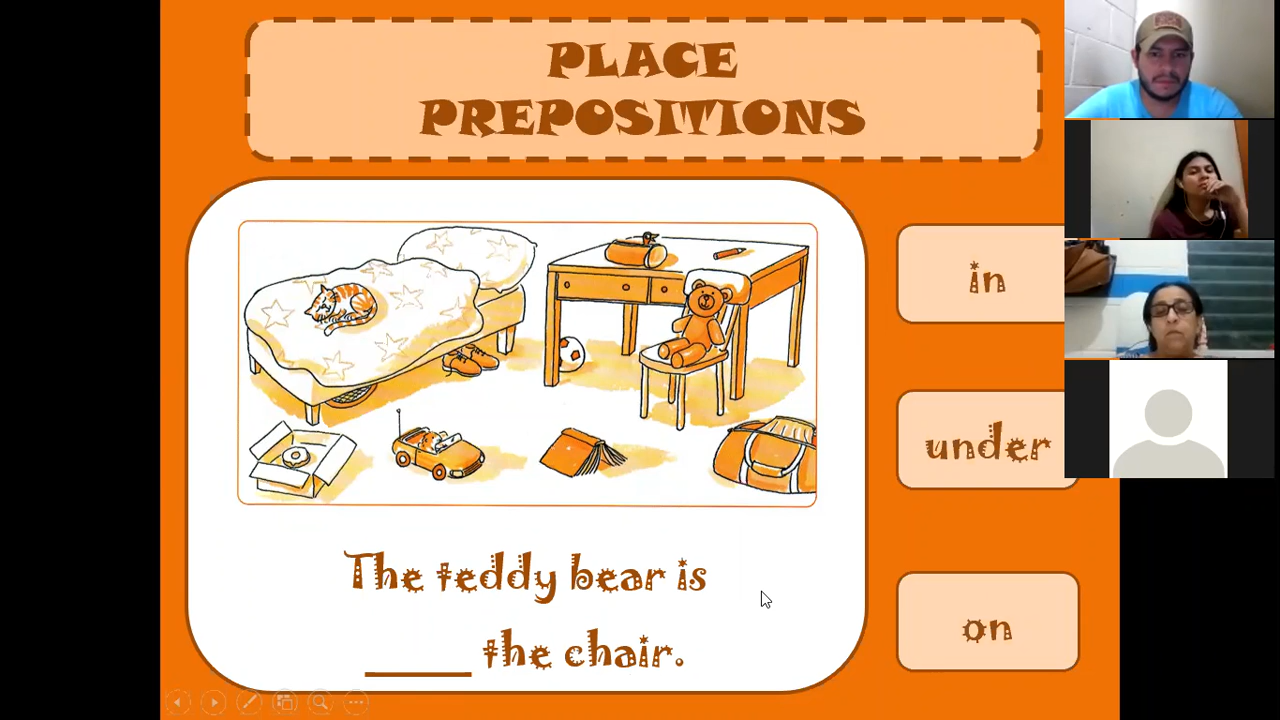 PLACE
PREPOSITIONS
in
under
on
The teddy bear is
_____ the chair.